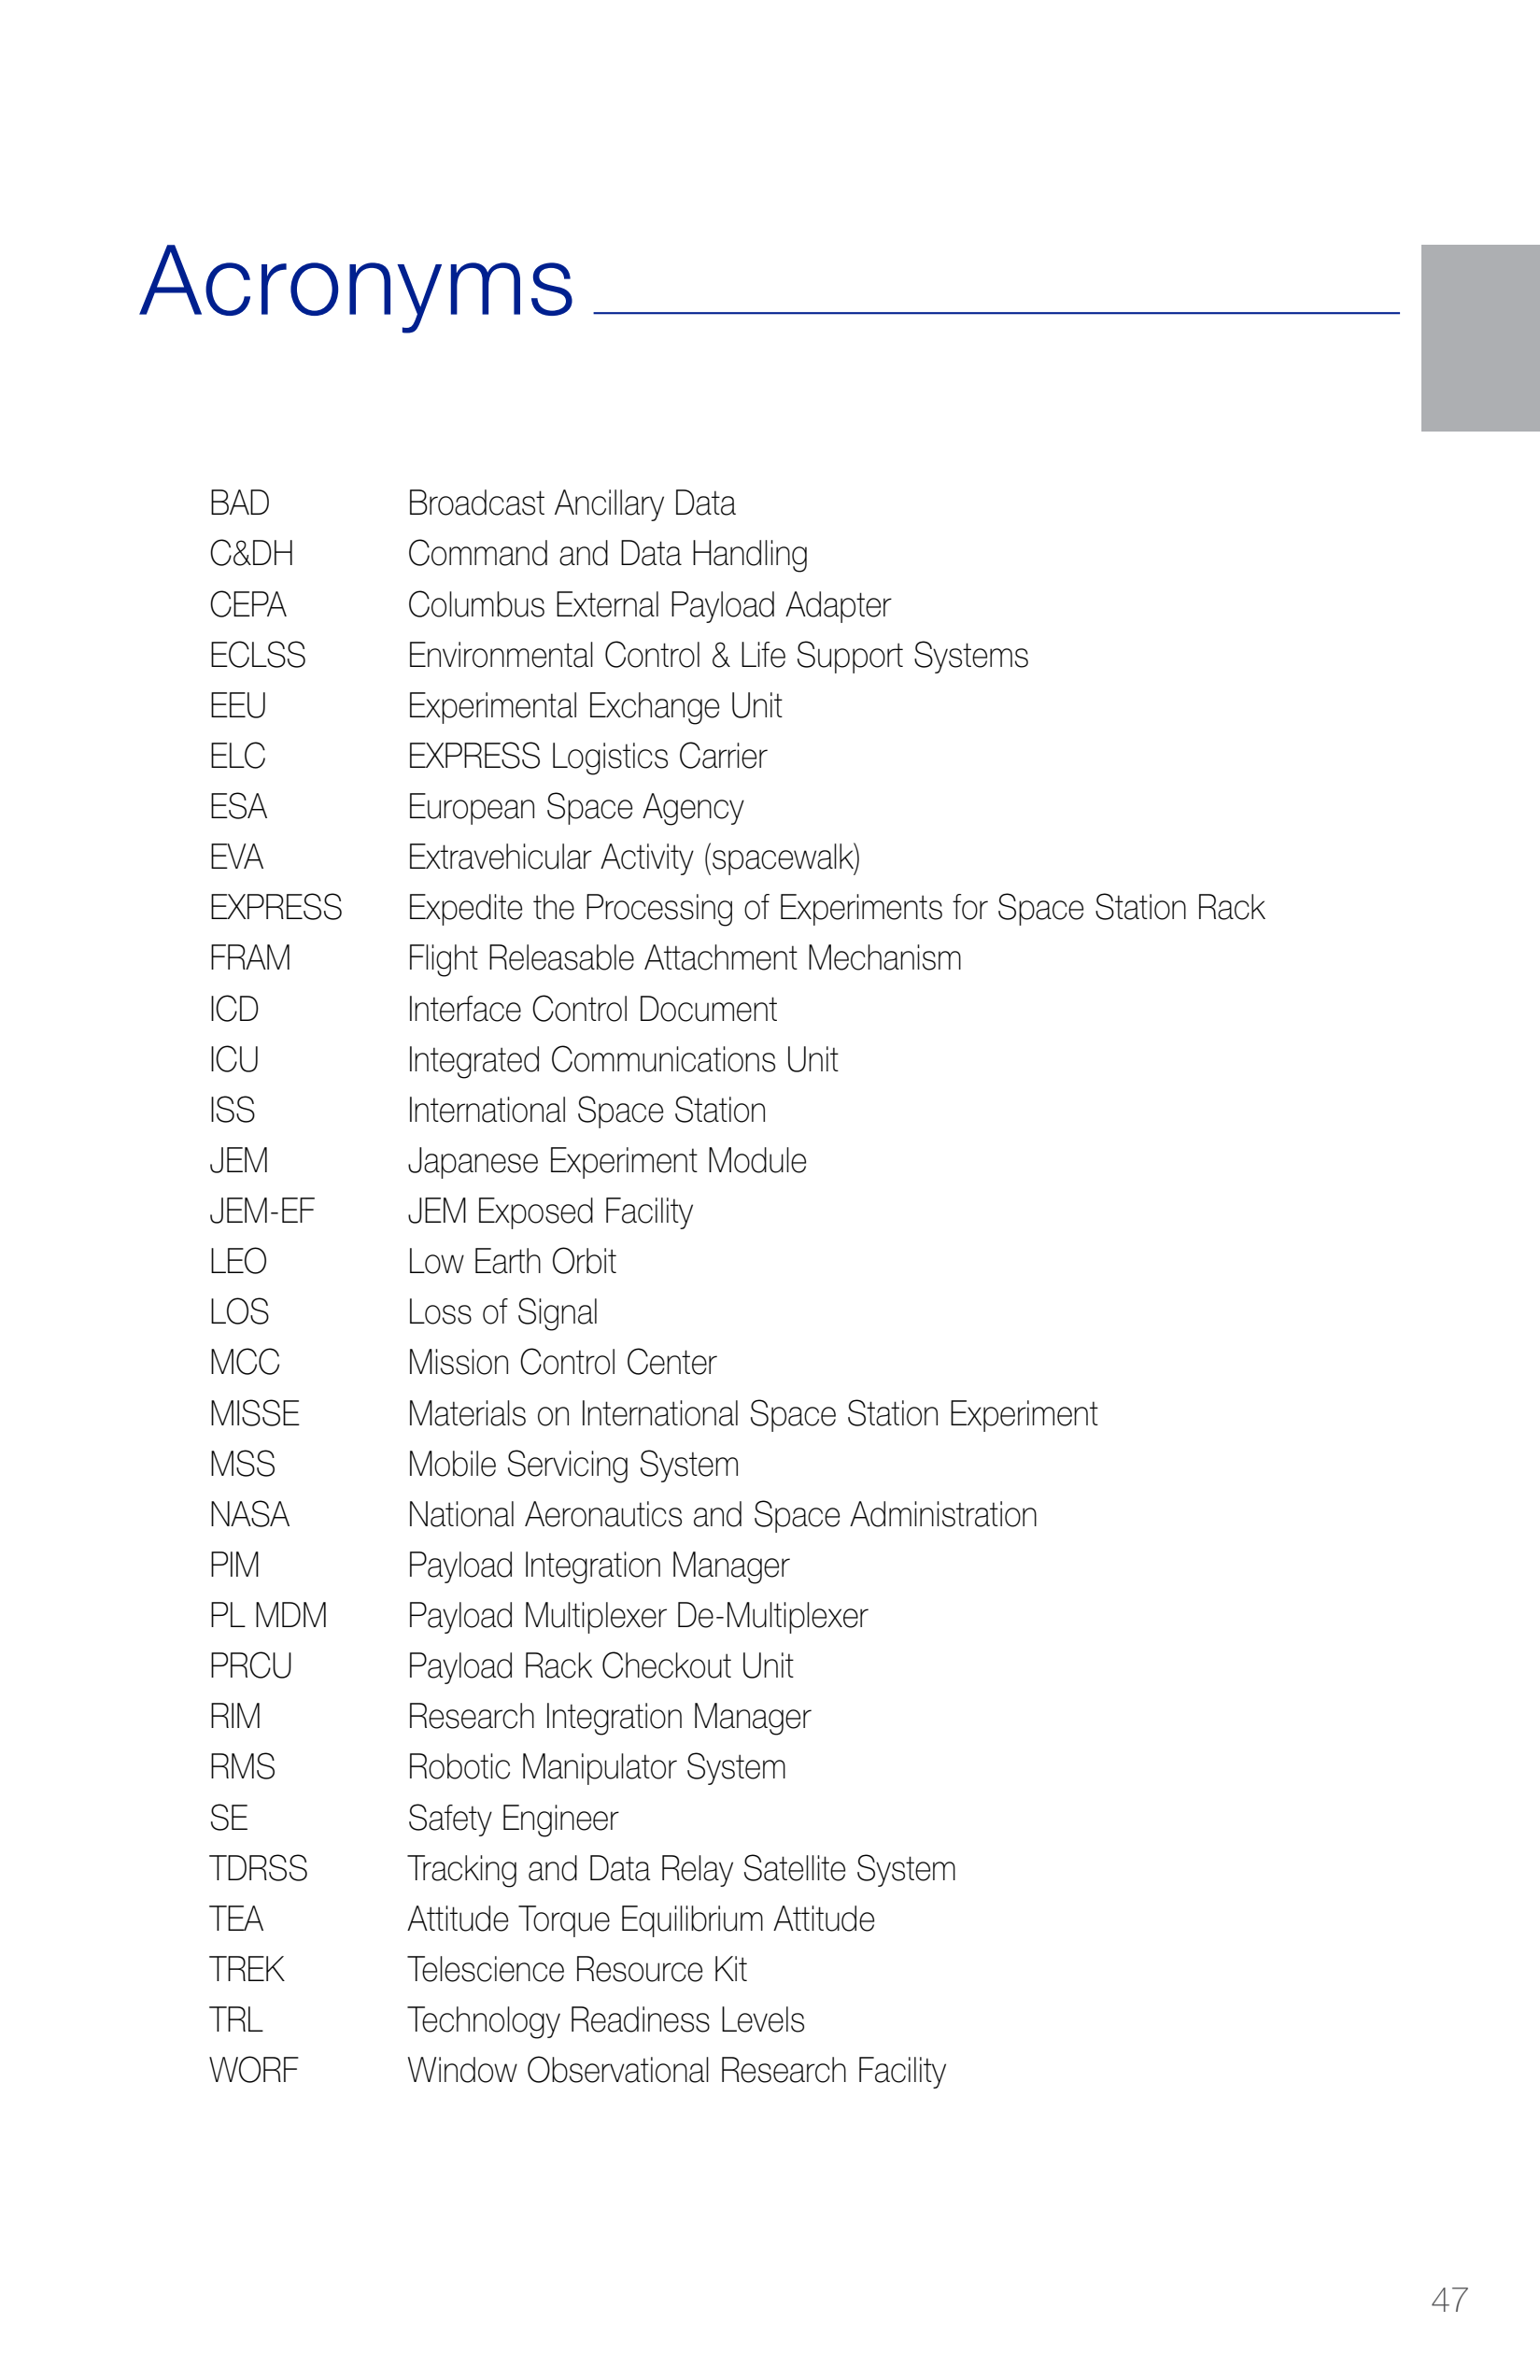 Acronyms
BAD Broadcast Ancillary Data
C&DH Command and Data Handling
CEPA Columbus External Payload Adapter
ECLSS Environmental Control & Life Support Systems
EEU Experimental Exchange Unit
ELC EXPRESS Logistics Carrier
ESA European Space Agency
EVA Extravehicular Activity (spacewalk)
EXPRESS Expedite the Processing of Experiments for Space Station Rack
FRAM Flight Releasable Attachment Mechanism
ICD Interface Control Document
ICU Integrated Communications Unit
ISS International Space Station
JEM Japanese Experiment Module
JEM-EF JEM Exposed Facility
LEO Low Earth Orbit
LOS Loss of Signal
MCC Mission Control Center
MISSE Materials on International Space Station Experiment
MSS Mobile Servicing System
NASA National Aeronautics and Space Administration
PIM Payload Integration Manager
PL MDM Payload Multiplexer De-Multiplexer
PRCU Payload Rack Checkout Unit
RIM Research Integration Manager
RMS Robotic Manipulator System
SE Safety Engineer
TDRSS Tracking and Data Relay Satellite System
TEA Attitude Torque Equilibrium Attitude
TREK Telescience Resource Kit
TRL Technology Readiness Levels
WORF Window Observational Research Facility
47